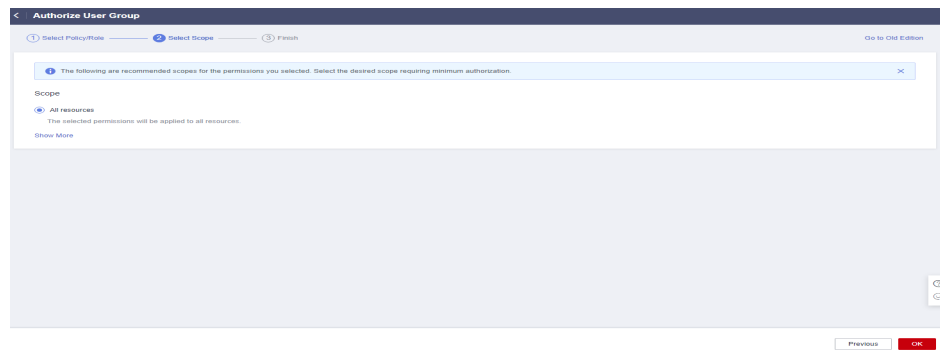 < Authorize User Group
1 Select Policy/Role 2 Select Scope 3 Finish Go to Old Edition
The following are recommended scopes for the permissions you selected. Select the desired scope requiring minimum authorization.
Scope
All resources
The selected permissions will be applied to all resources.
Show More
Previous OK